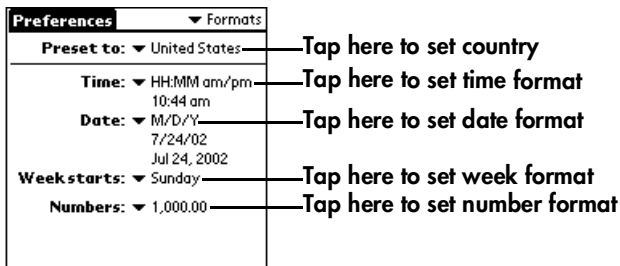 Preferences ▼ Formats
Preset to: ▼ United States Tap here to set country
Time: ▼ HH:MM am/pm Tap here to set time format
10:44 am
Date: ▼ M/D/Y Tap here to set date format
7/24/02
Jul 24, 2002
Week starts: ▼ Sunday Tap here to set week format
Numbers: ▼ 1,000.00 Tap here to set number format